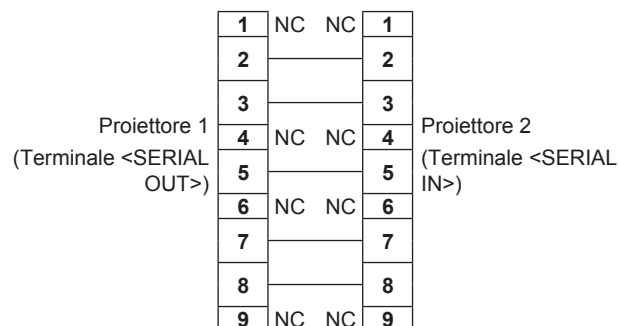 1 NC NC 1
2 2
3 3
Proiettore 1
(Terminale <SERIAL
OUT>)
4 NC NC 4
5 5
6 NC NC 6
7 7
8 8
9 NC NC 9
Proiettore 2
(Terminale <SERIAL
IN>)